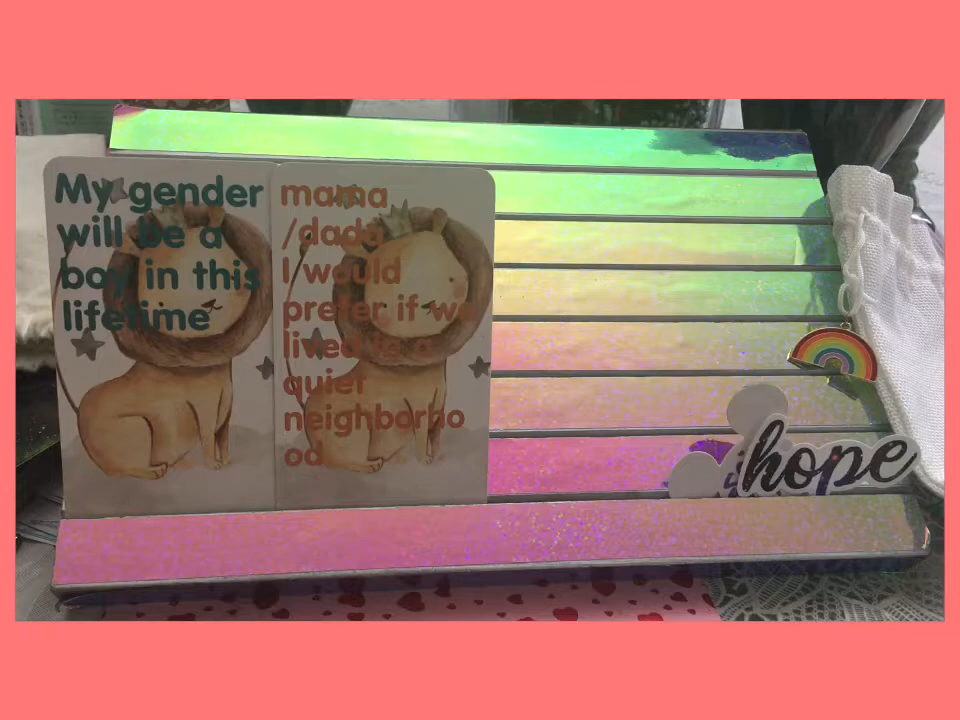 My gender
will be a
boy in this
lifetime
mama
/dada
I would
prefer if we
lived in a
quiet
neighborho
od
hope